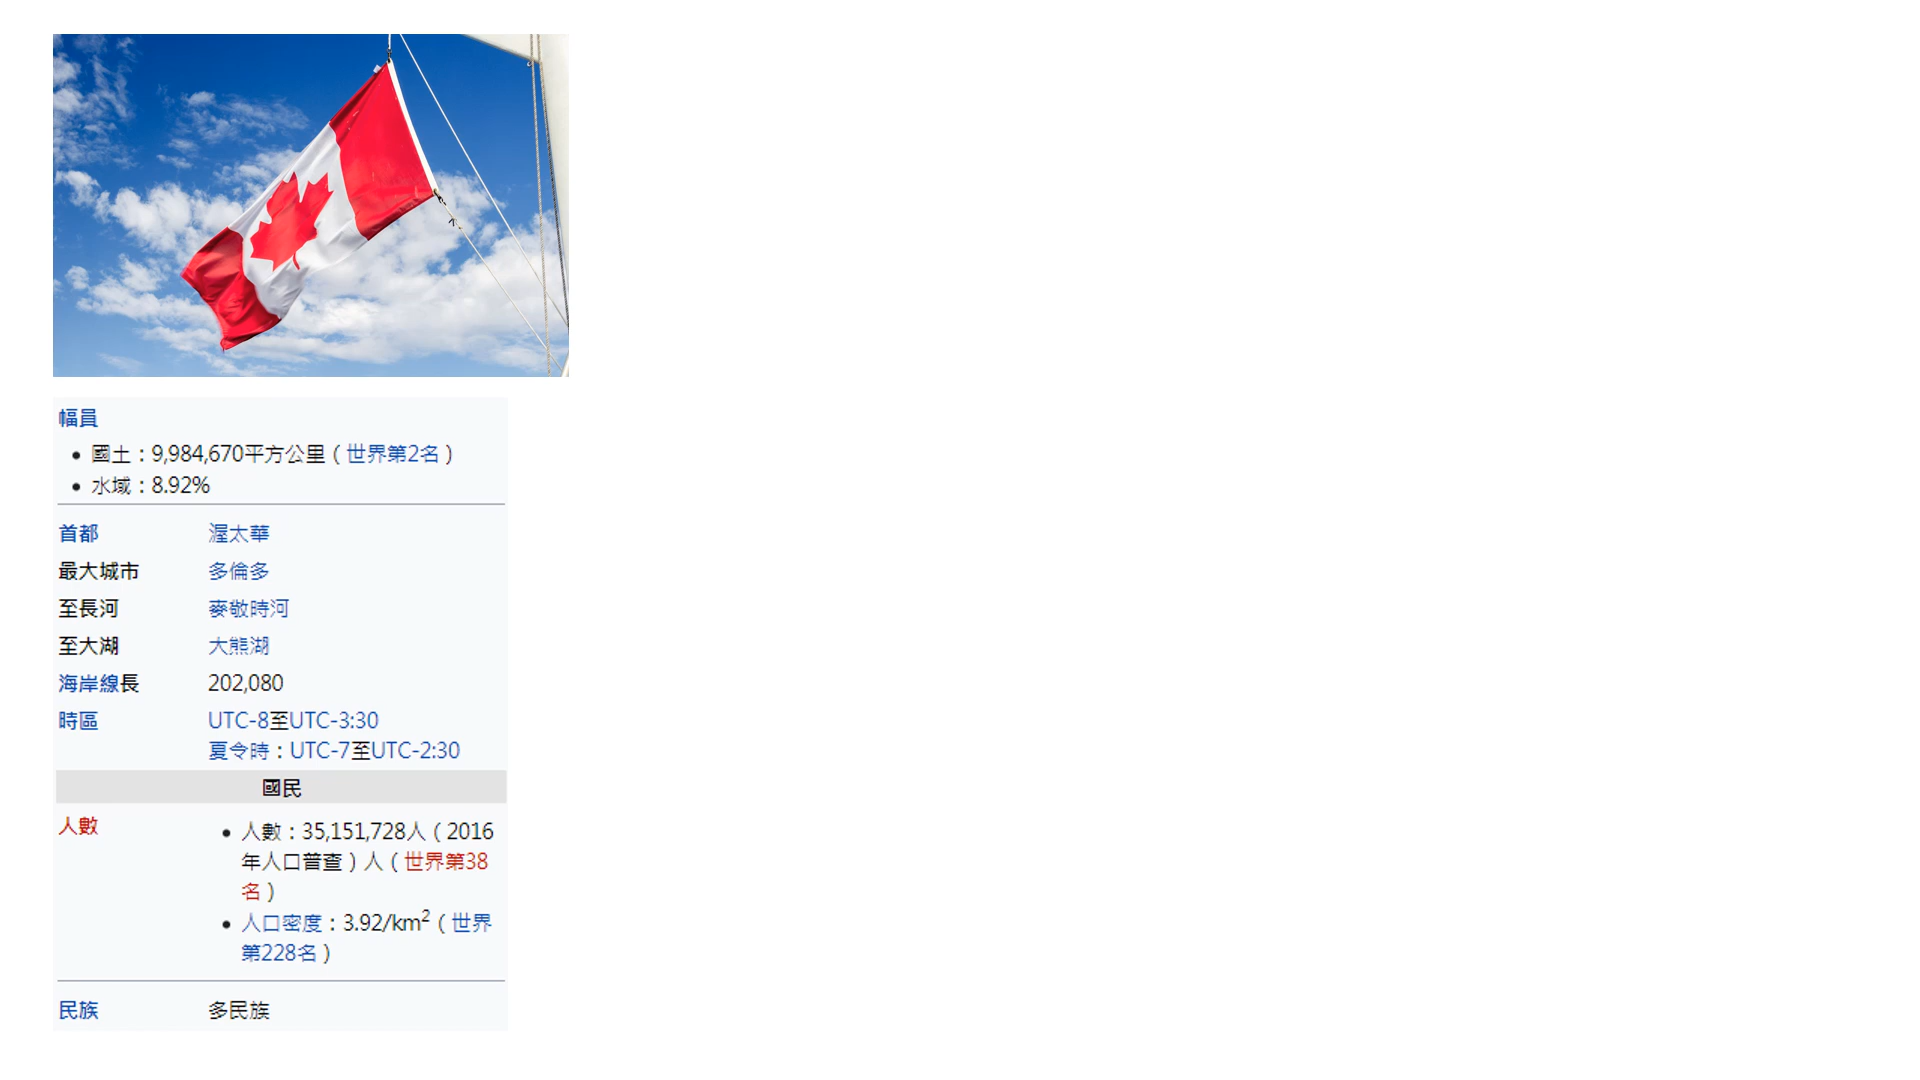 幅員
• 國土：9,984,670平方公里（世界第2名）
• 水域：8.92%
首都 渥太華
最大城市 多倫多
至長河 麥敬時河
至大湖 大熊湖
海岸線長 202,080
時區 UTC-8至UTC-3:30
夏令時：UTC-7至UTC-2:30
國民
人數 • 人數：35,151,728人（2016
年人口普查）人（世界第38
名）
• 人口密度：3.92/km²（世界
第228名）
民族 多民族